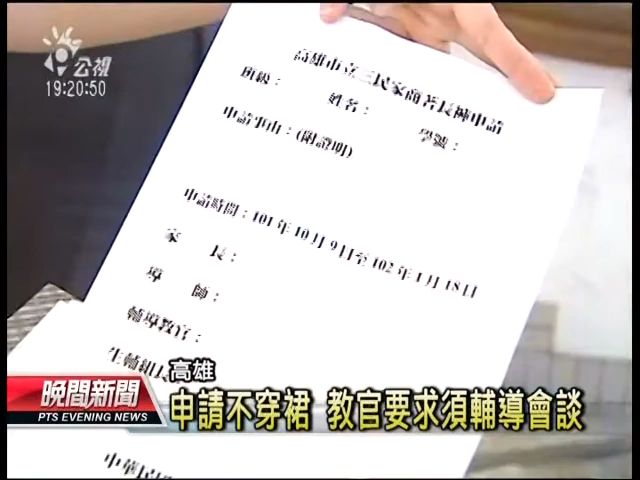 公視
19:20:50
高雄市立三民家商著長褲申請
班級： 姓名： 學號：
申請事由：(附證明)
申請時間：101年10月9日至102年1月18日
家 長：
導 師：
輔導教官：
生輔組長
中華民
晚間新聞
PTS EVENING NEWS
高雄
申請不穿裙 教官要求須輔導會談